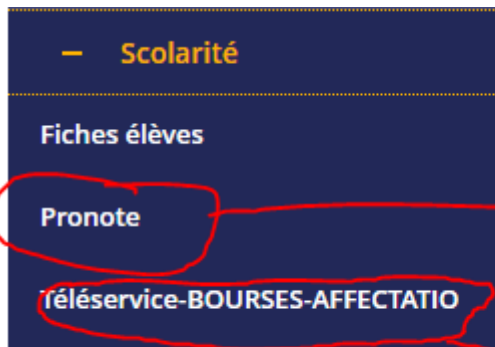 – Scolarité
Fiches élèves
Pronote
Téléservice-BOURSES-AFFECTATIO